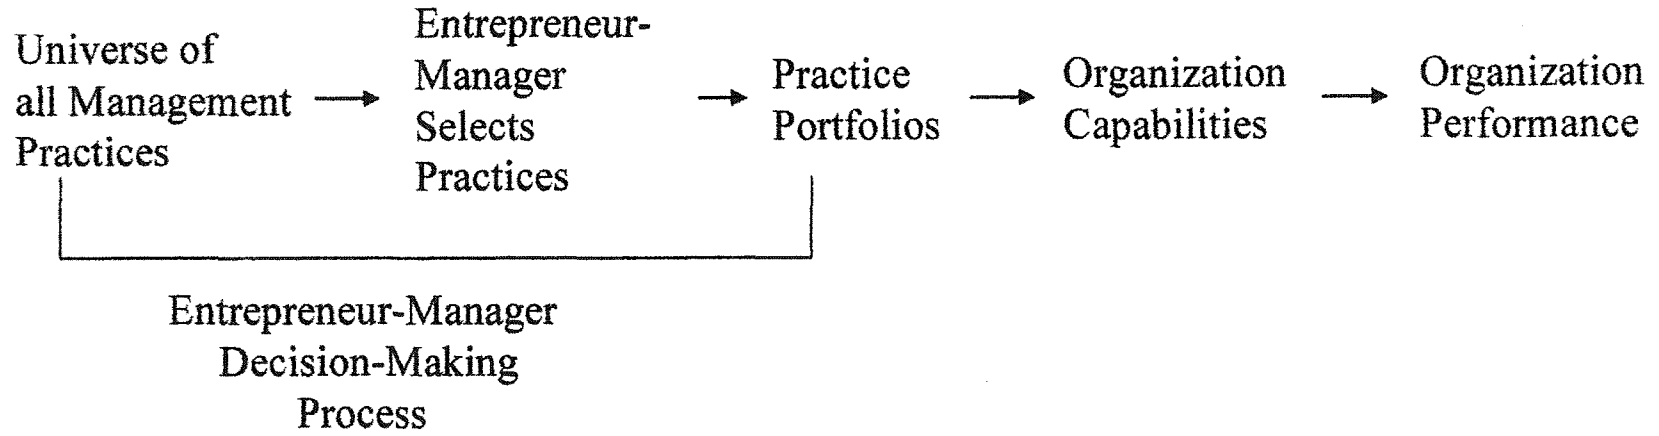 Universe of
all Management
Practices
Entrepreneur-
Manager
Selects
Practices
Practice
Portfolios
Organization
Capabilities
Organization
Performance
Entrepreneur-Manager
Decision-Making
Process